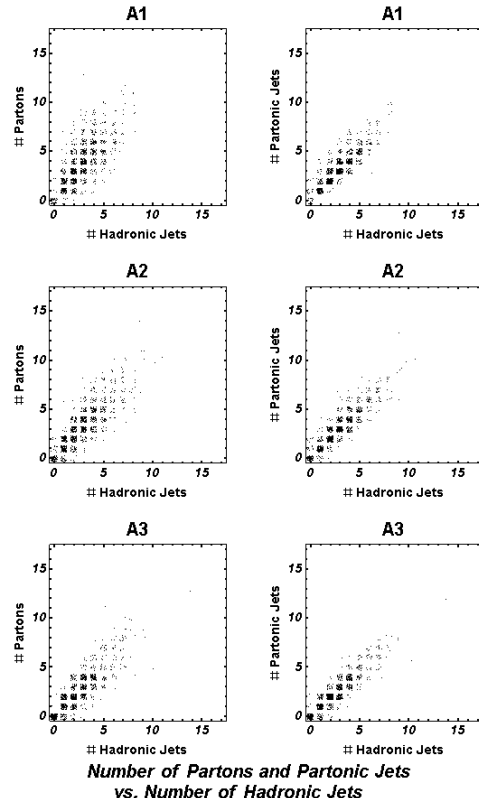 A1 A1
15
10
5
0
# Partons
0 5 10 15
# Hadronic Jets
15
10
5
0
# Partonic Jets
0 5 10 15
# Hadronic Jets
A2 A2
15
10
5
0
# Partons
0 5 10 15
# Hadronic Jets
15
10
5
0
# Partonic Jets
0 5 10 15
# Hadronic Jets
A3 A3
15
10
5
0
# Partons
0 5 10 15
# Hadronic Jets
15
10
5
0
# Partonic Jets
0 5 10 15
# Hadronic Jets
Number of Partons and Partonic Jets
vs. Number of Hadronic Jets